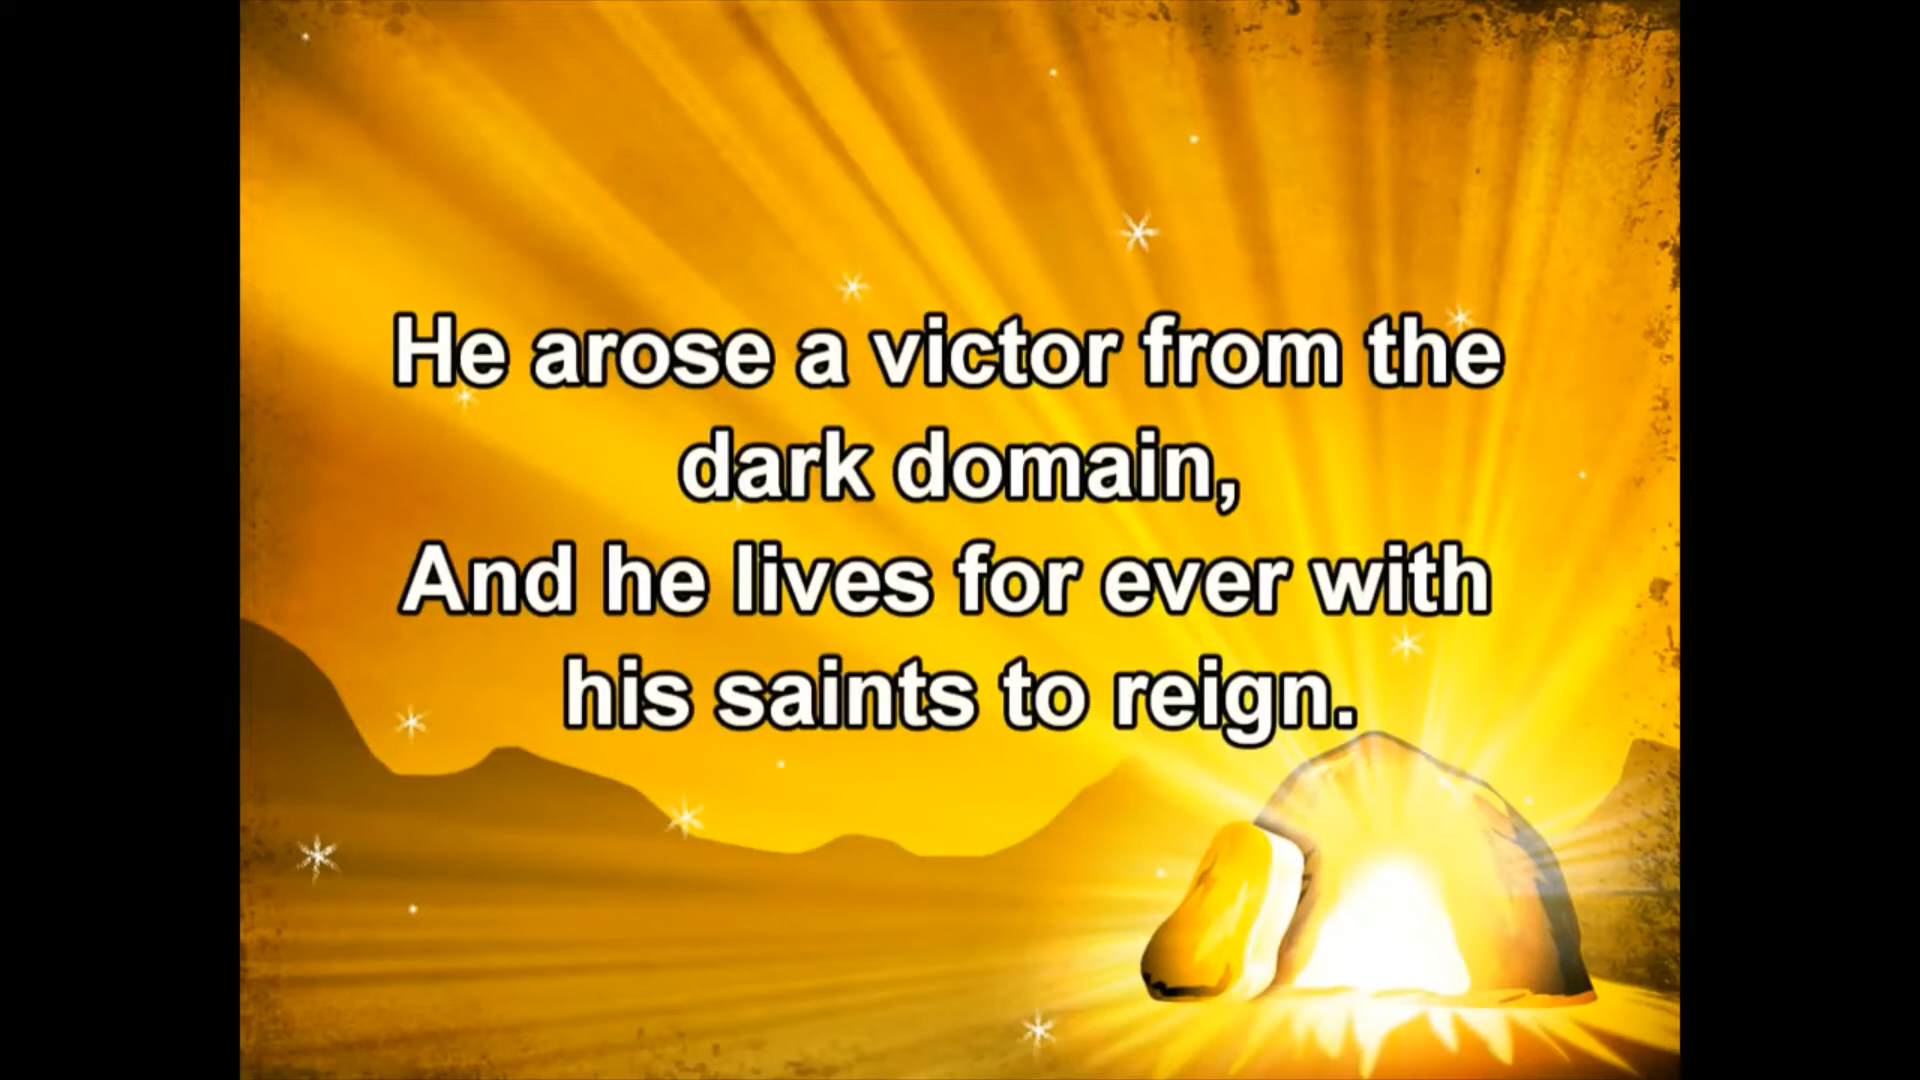 He arose a victor from the
dark domain,
And he lives for ever with
his saints to reign.